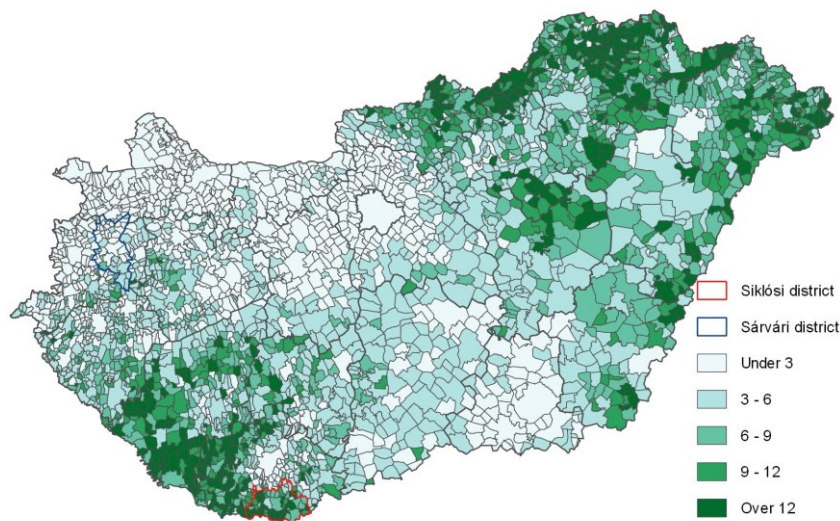 Siklósi district
Sárvári district
Under 3
3 - 6
6 - 9
9 - 12
Over 12